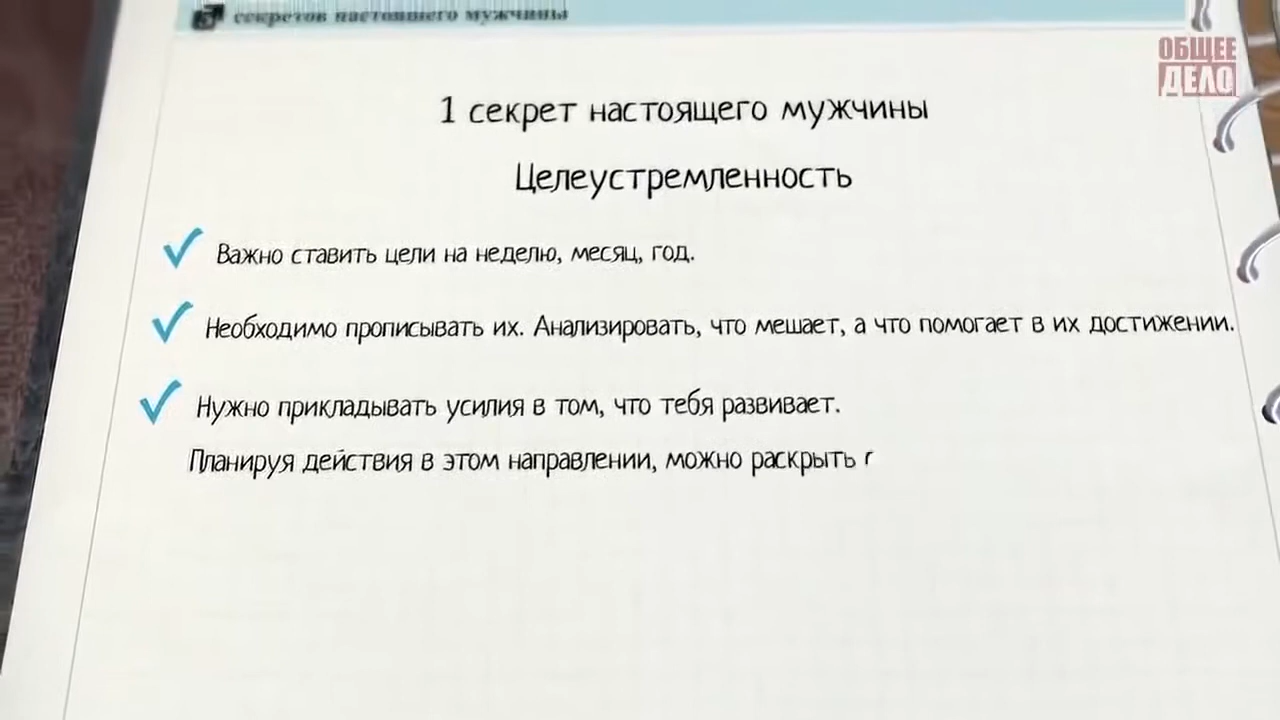 5 секретов настоящего мужчины
ОБЩЕЕ
ДЕЛО
1 секрет настоящего мужчины
Целеустремленность
Важно ставить цели на неделю, месяц, год.
Необходимо прописывать их. Анализировать, что мешает, а что помогает в их достижении.
Нужно прикладывать усилия в том, что тебя развивает.
Планируя действия в этом направлении, можно раскрыть